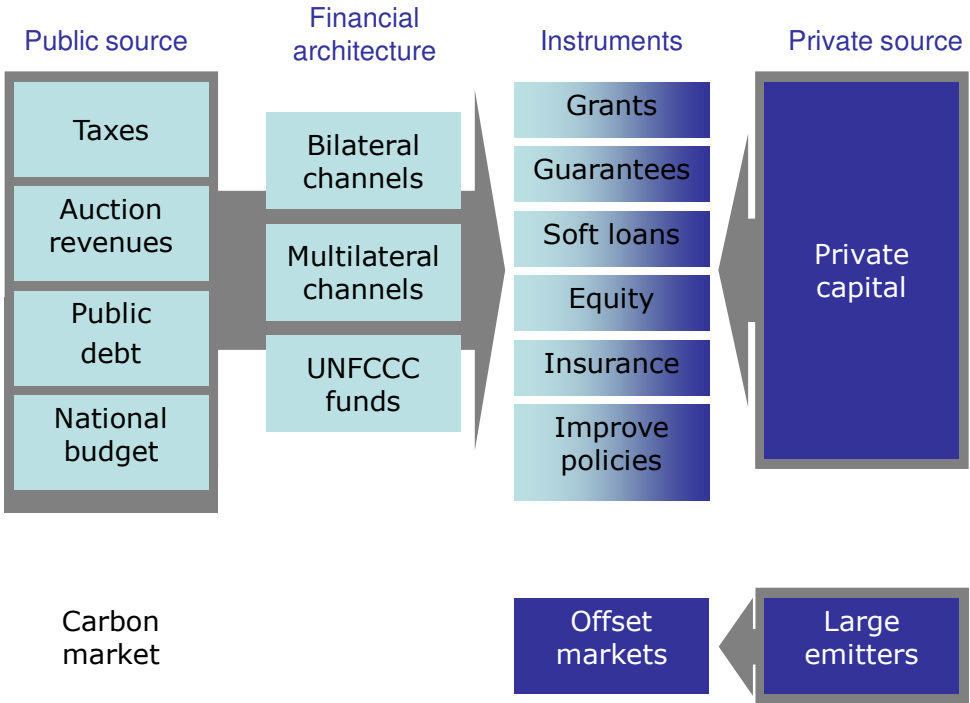 Public source
Financial
architecture
Instruments
Private source
Taxes
Auction
revenues
Public
debt
National
budget
Bilateral
channels
Multilateral
channels
UNFCCC
funds
Grants
Guarantees
Soft loans
Equity
Insurance
Improve
policies
Private
capital
Carbon
market
Offset
markets
Large
emitters